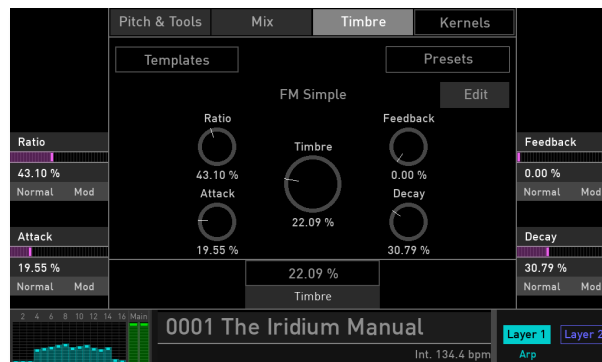 Pitch & Tools Mix Timbre Kernels
Templates Presets
FM Simple Edit
Ratio Feedback
Timbre
Ratio
43.10 %
Normal Mod
43.10 % 0.00 %
Attack Decay
22.09 %
19.55 % 30.79 %
Feedback
0.00 %
Normal Mod
Attack
19.55 %
Normal Mod
Decay
30.79 %
Normal Mod
22.09 %
Timbre
2 4 6 8 10 12 14 16 Main
0001 The Iridium Manual
Int. 134.4 bpm
Layer 1 Layer 2
Arp